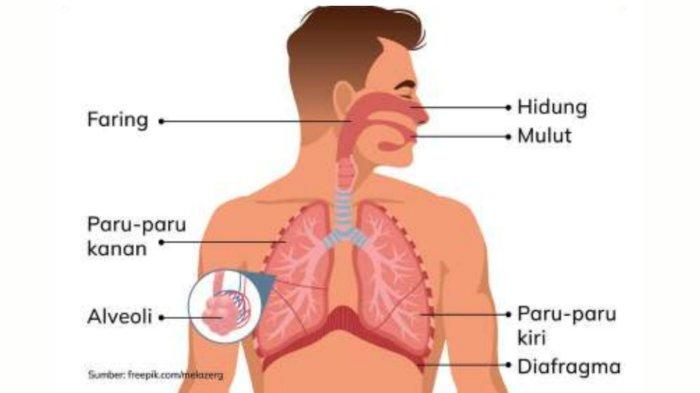 Faring
Hidung
Mulut
Paru-paru
kanan
Alveoli
Paru-paru
kiri
Diafragma
Sumber: freepik.com/melazerg